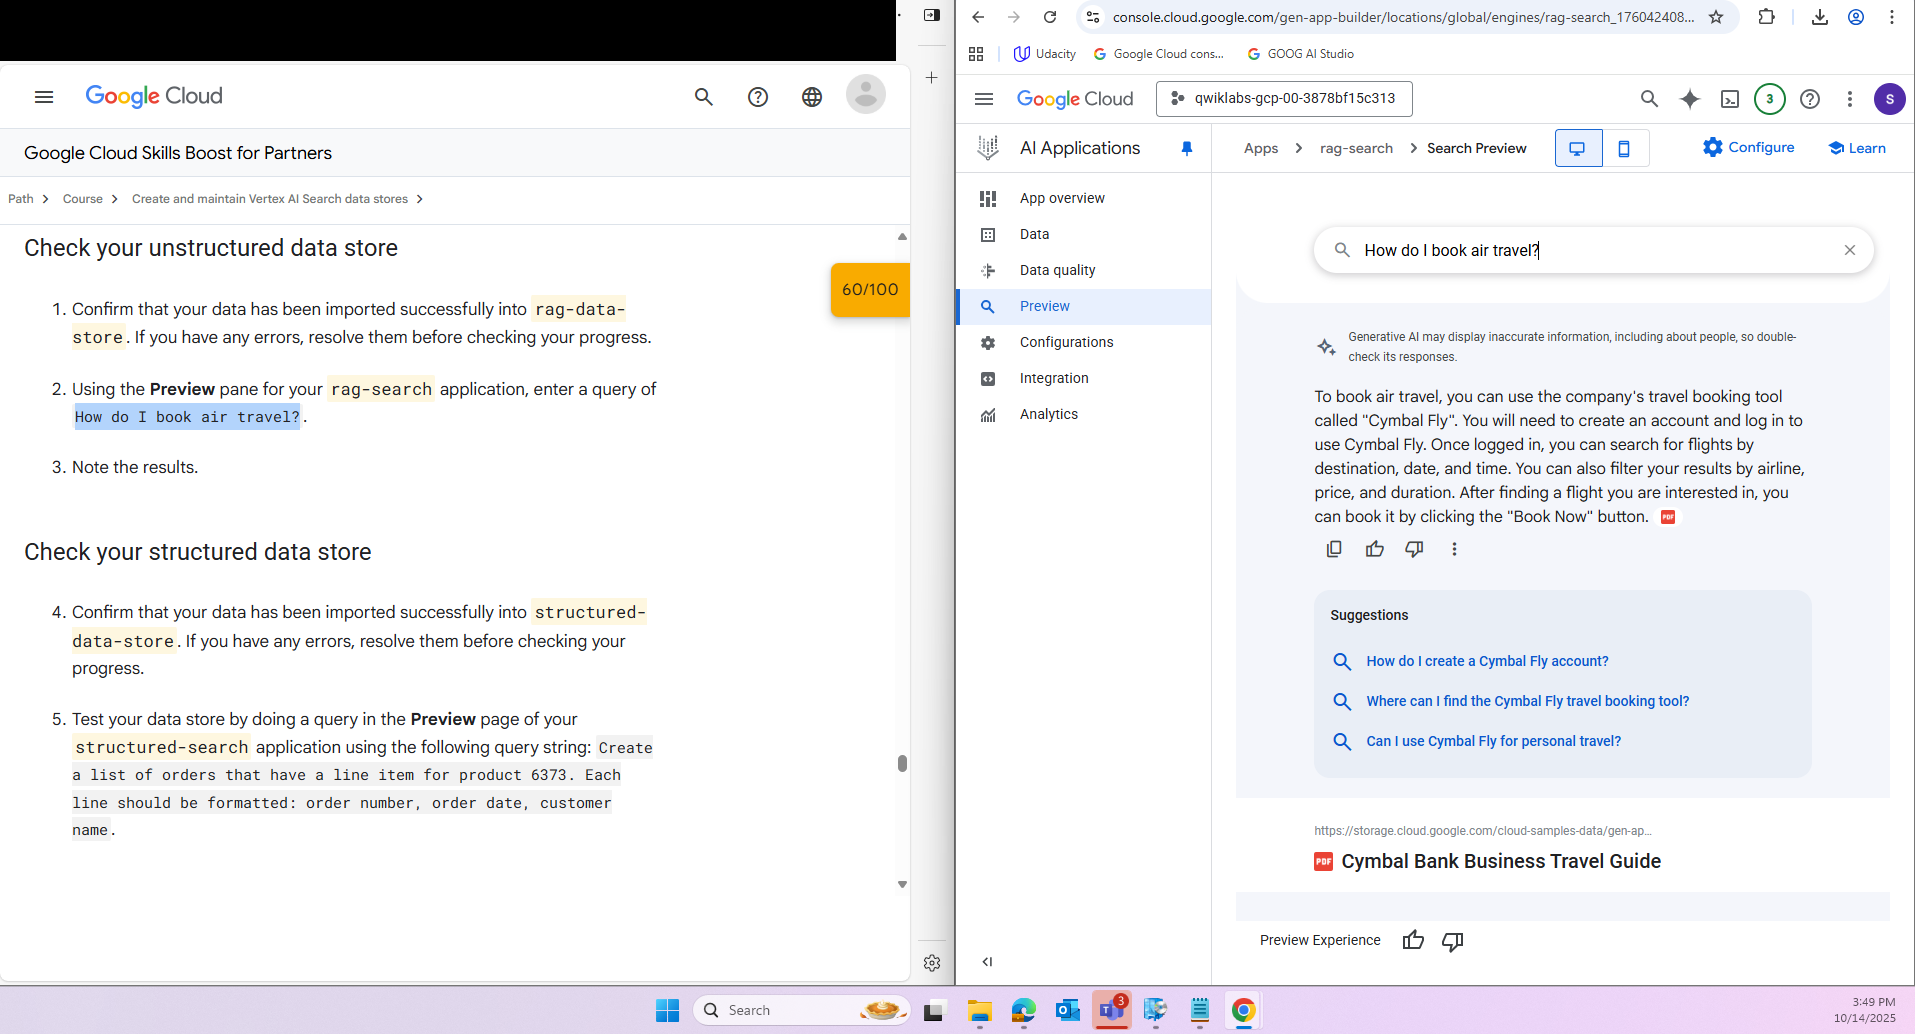 Google Cloud
Google Cloud Skills Boost for Partners
Path
Course
Create and maintain Vertex AI Search data stores
Check your unstructured data store
60/100
1. Confirm that your data has been imported successfully into rag-data-
store. If you have any errors, resolve them before checking your progress.
2. Using the Preview pane for your rag-search application, enter a query of
How do I book air travel?.
3. Note the results.
Check your structured data store
4. Confirm that your data has been imported successfully into structured-
data-store. If you have any errors, resolve them before checking your
progress.
5. Test your data store by doing a query in the Preview page of your
structured-search application using the following query string: Create
a list of orders that have a line item for product 6373. Each
line should be formatted: order number, order date, customer
name.
console.cloud.google.com/gen-app-builder/locations/global/engines/rag-search_176042408...
Udacity
Google Cloud cons...
GOOG AI Studio
Google Cloud
qwiklabs-gcp-00-3878bf15c313
3
S
AI Applications
Apps
rag-search
Search Preview
Configure
Learn
App overview
Data
Data quality
Preview
Configurations
Integration
Analytics
How do I book air travel?
Generative AI may display inaccurate information, including about people, so double-
check its responses.
To book air travel, you can use the company's travel booking tool
called "Cymbal Fly". You will need to create an account and log in to
use Cymbal Fly. Once logged in, you can search for flights by
destination, date, and time. You can also filter your results by airline,
price, and duration. After finding a flight you are interested in, you
can book it by clicking the "Book Now" button. PDF
Suggestions
How do I create a Cymbal Fly account?
Where can I find the Cymbal Fly travel booking tool?
Can I use Cymbal Fly for personal travel?
https://storage.cloud.google.com/cloud-samples-data/gen-ap...
PDF Cymbal Bank Business Travel Guide
Preview Experience
Search
3
3:49 PM
10/14/2025